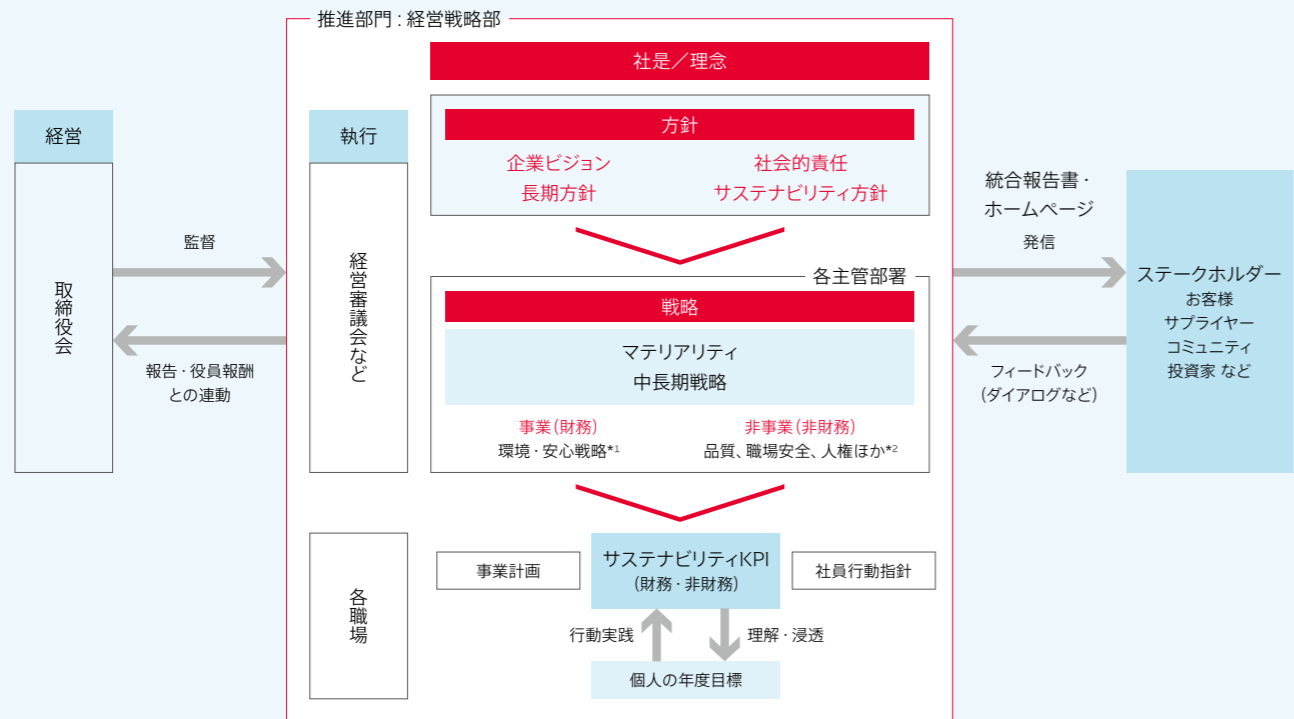 推進部門 : 経営戦略部
社是／理念
経営
取締役会
監督
報告・役員報酬
との連動
執行
経営審議会など
方針
企業ビジョン
長期方針
社会的責任
サステナビリティ方針
各主管部署
戦略
マテリアリティ
中長期戦略
事業(財務)
環境・安心戦略*1
非事業(非財務)
品質、職場安全、人権ほか*2
各職場
事業計画
サステナビリティKPI
(財務・非財務)
社員行動指針
行動実践
理解・浸透
個人の年度目標
統合報告書・
ホームページ
発信
フィードバック
(ダイアログなど)
ステークホルダー
お客様
サプライヤー
コミュニティ
投資家 など